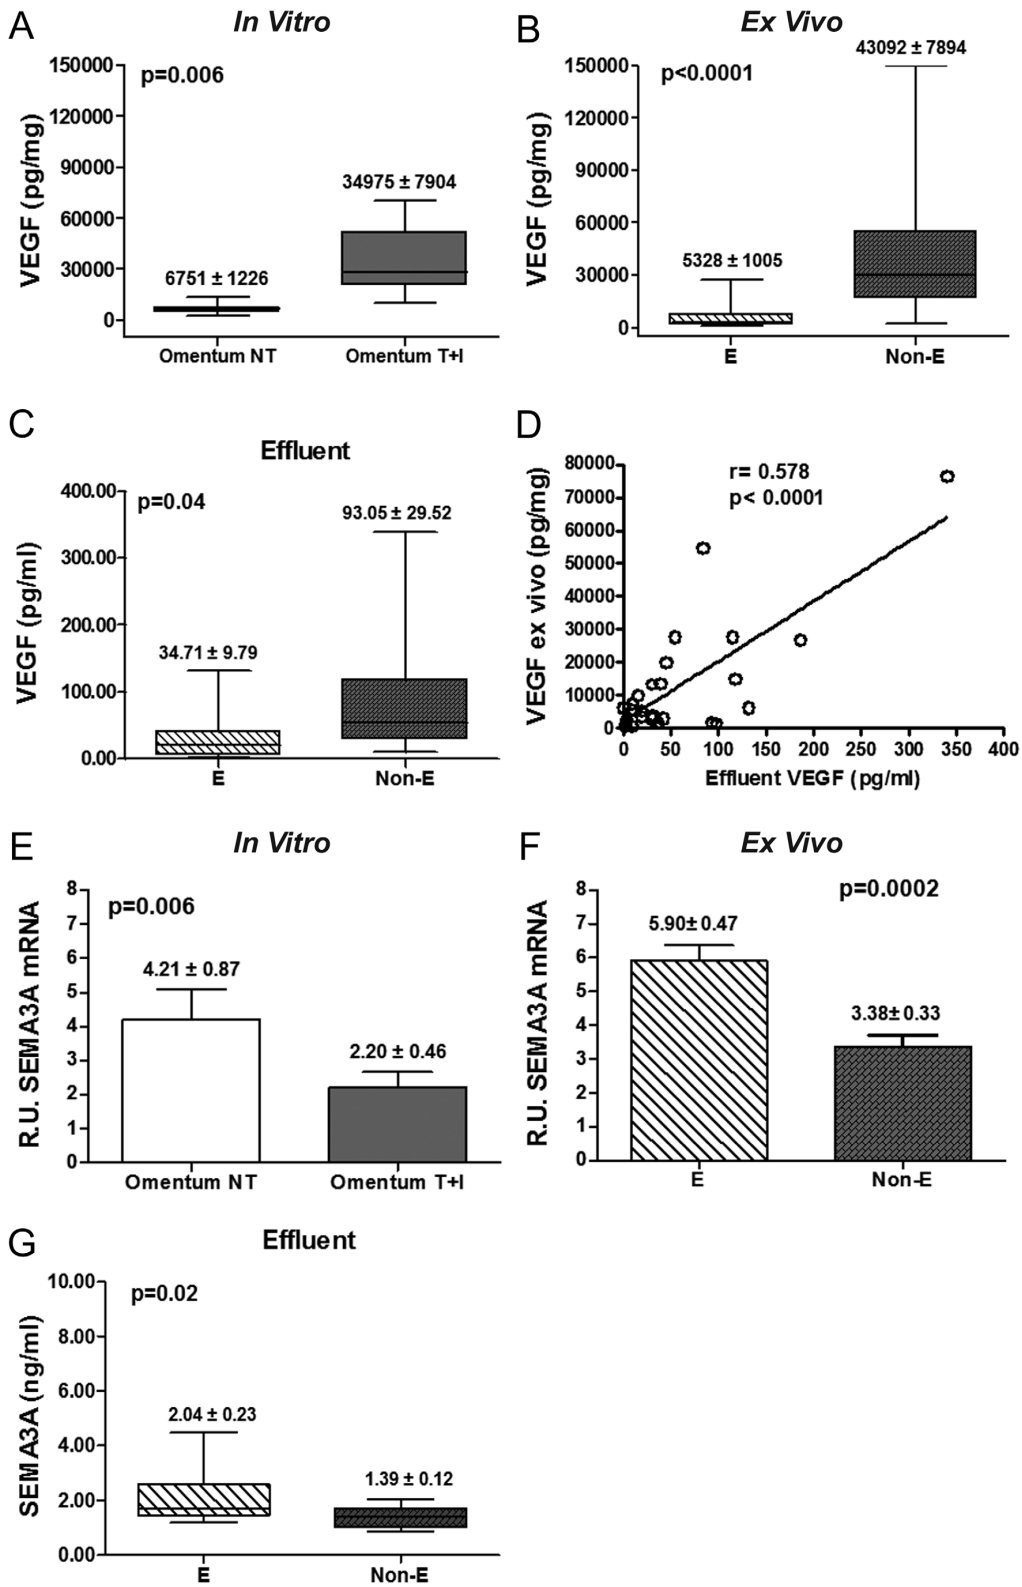 A
In Vitro
150000
120000
90000
60000
30000
0
VEGF (pg/mg)
p=0.006
6751 ± 1226
34975 ± 7904
Omentum NT
Omentum T+I
B
Ex Vivo
150000
120000
90000
60000
30000
0
VEGF (pg/mg)
p<0.0001
5328 ± 1005
43092 ± 7894
E
Non-E
C
Effluent
400.00
300.00
200.00
100.00
0.00
VEGF (pg/ml)
p=0.04
34.71 ± 9.79
93.05 ± 29.52
E
Non-E
D
80000
70000
60000
50000
40000
30000
20000
10000
0
VEGF ex vivo (pg/mg)
r= 0.578
p< 0.0001
0 50 100 150 200 250 300 350 400
Effluent VEGF (pg/ml)
E
In Vitro
8
7
6
5
4
3
2
1
0
R.U. SEMA3A mRNA
p=0.006
4.21 ± 0.87
2.20 ± 0.46
Omentum NT
Omentum T+I
F
Ex Vivo
8
7
6
5
4
3
2
1
0
R.U. SEMA3A mRNA
p=0.0002
5.90± 0.47
3.38± 0.33
E
Non-E
G
Effluent
10.00
8.00
6.00
4.00
2.00
0.00
SEMA3A (ng/ml)
p=0.02
2.04 ± 0.23
1.39 ± 0.12
E
Non-E